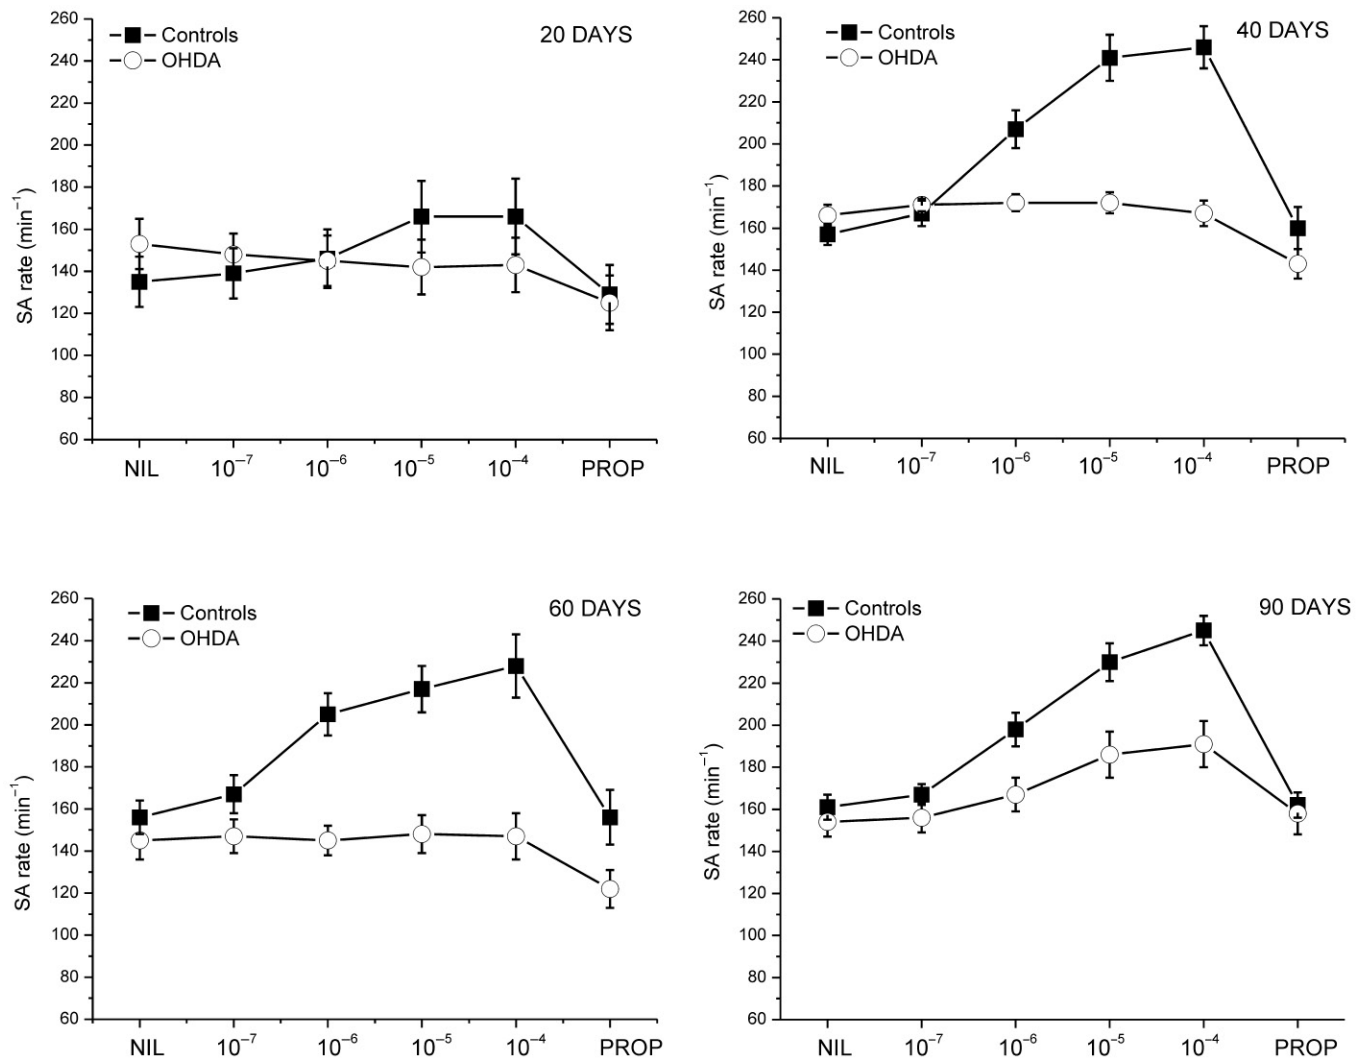 20 DAYS
Controls
OHDA
SA rate (min⁻¹)
260
240
220
200
180
160
140
120
100
80
60
NIL 10⁻⁷ 10⁻⁶ 10⁻⁵ 10⁻⁴ PROP
40 DAYS
Controls
OHDA
SA rate (min⁻¹)
260
240
220
200
180
160
140
120
100
80
60
NIL 10⁻⁷ 10⁻⁶ 10⁻⁵ 10⁻⁴ PROP
60 DAYS
Controls
OHDA
SA rate (min⁻¹)
260
240
220
200
180
160
140
120
100
80
60
NIL 10⁻⁷ 10⁻⁶ 10⁻⁵ 10⁻⁴ PROP
90 DAYS
Controls
OHDA
SA rate (min⁻¹)
260
240
220
200
180
160
140
120
100
80
60
NIL 10⁻⁷ 10⁻⁶ 10⁻⁵ 10⁻⁴ PROP